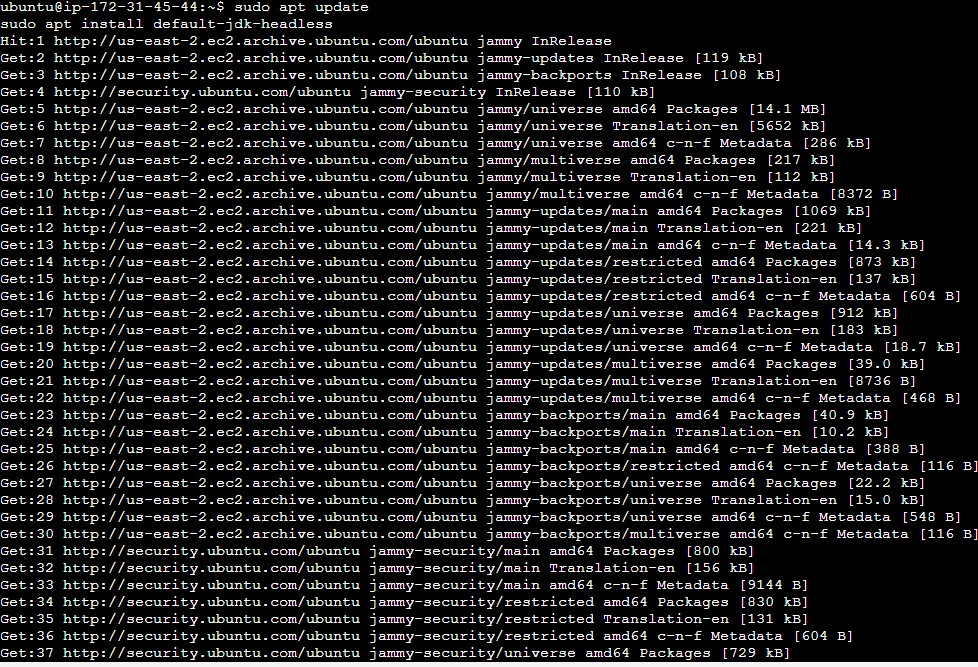 ubuntu@ip-172-31-45-44:~$ sudo apt update
sudo apt install default-jdk-headless
Hit:1 http://us-east-2.ec2.archive.ubuntu.com/ubuntu jammy InRelease
Get:2 http://us-east-2.ec2.archive.ubuntu.com/ubuntu jammy-updates InRelease [119 kB]
Get:3 http://us-east-2.ec2.archive.ubuntu.com/ubuntu jammy-backports InRelease [108 kB]
Get:4 http://security.ubuntu.com/ubuntu jammy-security InRelease [110 kB]
Get:5 http://us-east-2.ec2.archive.ubuntu.com/ubuntu jammy/universe amd64 Packages [14.1 MB]
Get:6 http://us-east-2.ec2.archive.ubuntu.com/ubuntu jammy/universe Translation-en [5652 kB]
Get:7 http://us-east-2.ec2.archive.ubuntu.com/ubuntu jammy/universe amd64 c-n-f Metadata [286 kB]
Get:8 http://us-east-2.ec2.archive.ubuntu.com/ubuntu jammy/multiverse amd64 Packages [217 kB]
Get:9 http://us-east-2.ec2.archive.ubuntu.com/ubuntu jammy/multiverse Translation-en [112 kB]
Get:10 http://us-east-2.ec2.archive.ubuntu.com/ubuntu jammy/multiverse amd64 c-n-f Metadata [8372 B]
Get:11 http://us-east-2.ec2.archive.ubuntu.com/ubuntu jammy-updates/main amd64 Packages [1069 kB]
Get:12 http://us-east-2.ec2.archive.ubuntu.com/ubuntu jammy-updates/main Translation-en [221 kB]
Get:13 http://us-east-2.ec2.archive.ubuntu.com/ubuntu jammy-updates/main amd64 c-n-f Metadata [14.3 kB]
Get:14 http://us-east-2.ec2.archive.ubuntu.com/ubuntu jammy-updates/restricted amd64 Packages [873 kB]
Get:15 http://us-east-2.ec2.archive.ubuntu.com/ubuntu jammy-updates/restricted Translation-en [137 kB]
Get:16 http://us-east-2.ec2.archive.ubuntu.com/ubuntu jammy-updates/restricted amd64 c-n-f Metadata [604 B]
Get:17 http://us-east-2.ec2.archive.ubuntu.com/ubuntu jammy-updates/universe amd64 Packages [912 kB]
Get:18 http://us-east-2.ec2.archive.ubuntu.com/ubuntu jammy-updates/universe Translation-en [183 kB]
Get:19 http://us-east-2.ec2.archive.ubuntu.com/ubuntu jammy-updates/universe amd64 c-n-f Metadata [18.7 kB]
Get:20 http://us-east-2.ec2.archive.ubuntu.com/ubuntu jammy-updates/multiverse amd64 Packages [39.0 kB]
Get:21 http://us-east-2.ec2.archive.ubuntu.com/ubuntu jammy-updates/multiverse Translation-en [8736 B]
Get:22 http://us-east-2.ec2.archive.ubuntu.com/ubuntu jammy-updates/multiverse amd64 c-n-f Metadata [468 B]
Get:23 http://us-east-2.ec2.archive.ubuntu.com/ubuntu jammy-backports/main amd64 Packages [40.9 kB]
Get:24 http://us-east-2.ec2.archive.ubuntu.com/ubuntu jammy-backports/main Translation-en [10.2 kB]
Get:25 http://us-east-2.ec2.archive.ubuntu.com/ubuntu jammy-backports/main amd64 c-n-f Metadata [388 B]
Get:26 http://us-east-2.ec2.archive.ubuntu.com/ubuntu jammy-backports/restricted amd64 c-n-f Metadata [116 B]
Get:27 http://us-east-2.ec2.archive.ubuntu.com/ubuntu jammy-backports/universe amd64 Packages [22.2 kB]
Get:28 http://us-east-2.ec2.archive.ubuntu.com/ubuntu jammy-backports/universe Translation-en [15.0 kB]
Get:29 http://us-east-2.ec2.archive.ubuntu.com/ubuntu jammy-backports/universe amd64 c-n-f Metadata [548 B]
Get:30 http://us-east-2.ec2.archive.ubuntu.com/ubuntu jammy-backports/multiverse amd64 c-n-f Metadata [116 B]
Get:31 http://security.ubuntu.com/ubuntu jammy-security/main amd64 Packages [800 kB]
Get:32 http://security.ubuntu.com/ubuntu jammy-security/main Translation-en [156 kB]
Get:33 http://security.ubuntu.com/ubuntu jammy-security/main amd64 c-n-f Metadata [9144 B]
Get:34 http://security.ubuntu.com/ubuntu jammy-security/restricted amd64 Packages [830 kB]
Get:35 http://security.ubuntu.com/ubuntu jammy-security/restricted Translation-en [131 kB]
Get:36 http://security.ubuntu.com/ubuntu jammy-security/restricted amd64 c-n-f Metadata [604 B]
Get:37 http://security.ubuntu.com/ubuntu jammy-security/universe amd64 Packages [729 kB]